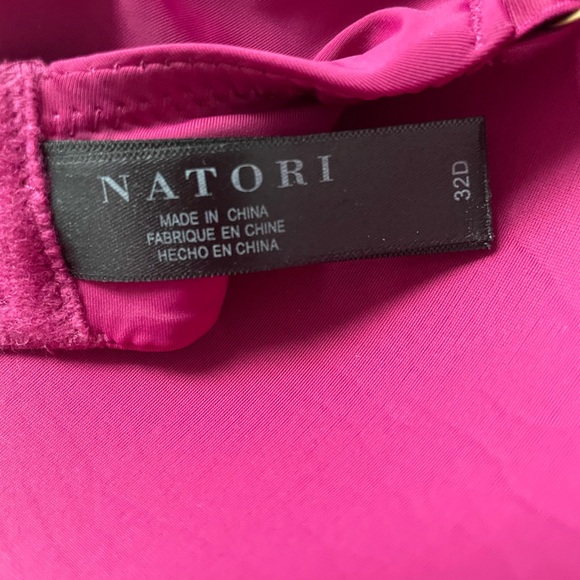 NATORI
MADE IN CHINA
FABRIQUE EN CHINE
HECHO EN CHINA
32D